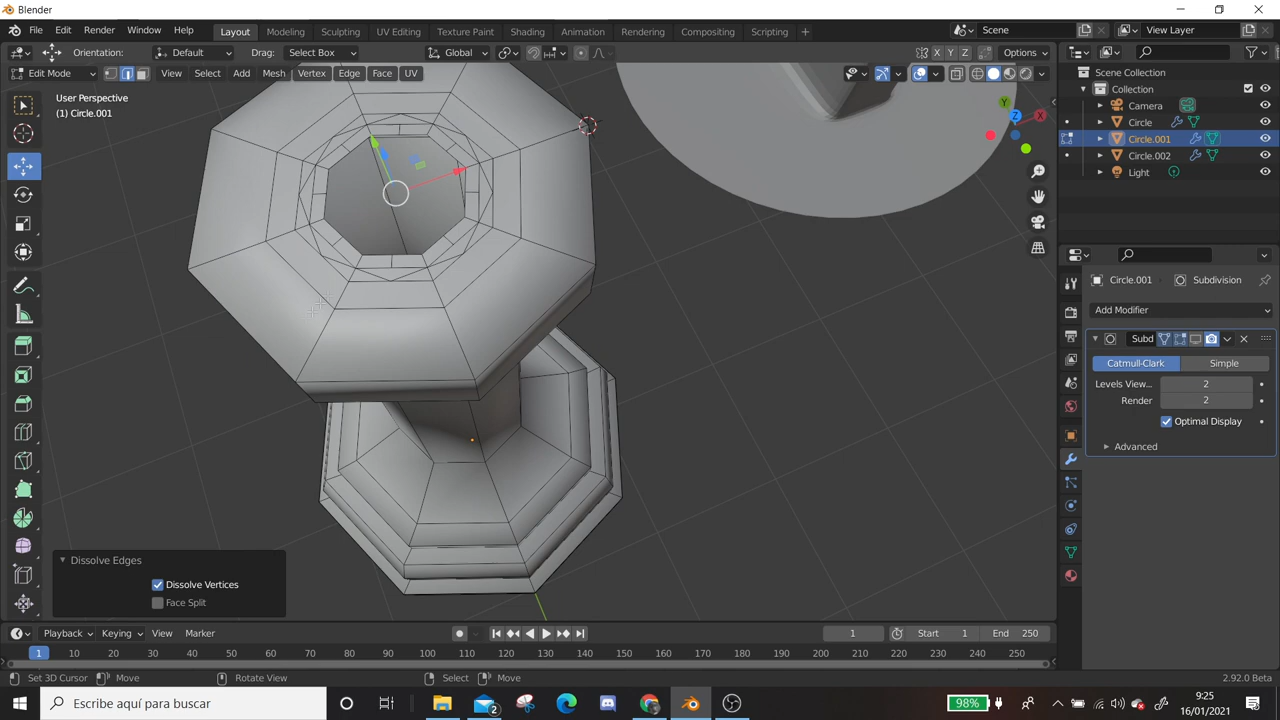 Blender
File Edit Render Window Help Layout Modeling Sculpting UV Editing Texture Paint Shading Animation Rendering Compositing Scripting + Scene View Layer
Orientation: Default Drag: Select Box Global X Y Z Options
Edit Mode View Select Add Mesh Vertex Edge Face UV
User Perspective
(1) Circle.001
Y
Z
X
Scene Collection
Collection
Camera
Circle
Circle.001
Circle.002
Light
Circle.001 Subdivision
Add Modifier
Subd
Catmull-Clark Simple
Levels View... 2
Render 2
Optimal Display
Advanced
Dissolve Edges
Dissolve Vertices
Face Split
Playback Keying View Marker 1 Start 1 End 250
1 10 20 30 40 50 60 70 80 90 100 110 120 130 140 150 160 170 180 190 200 210 220 230 240 250
Set 3D Cursor Move Rotate View Select Move 2.92.0 Beta
Escribe aquí para buscar 2 98% 9:25
16/01/2021